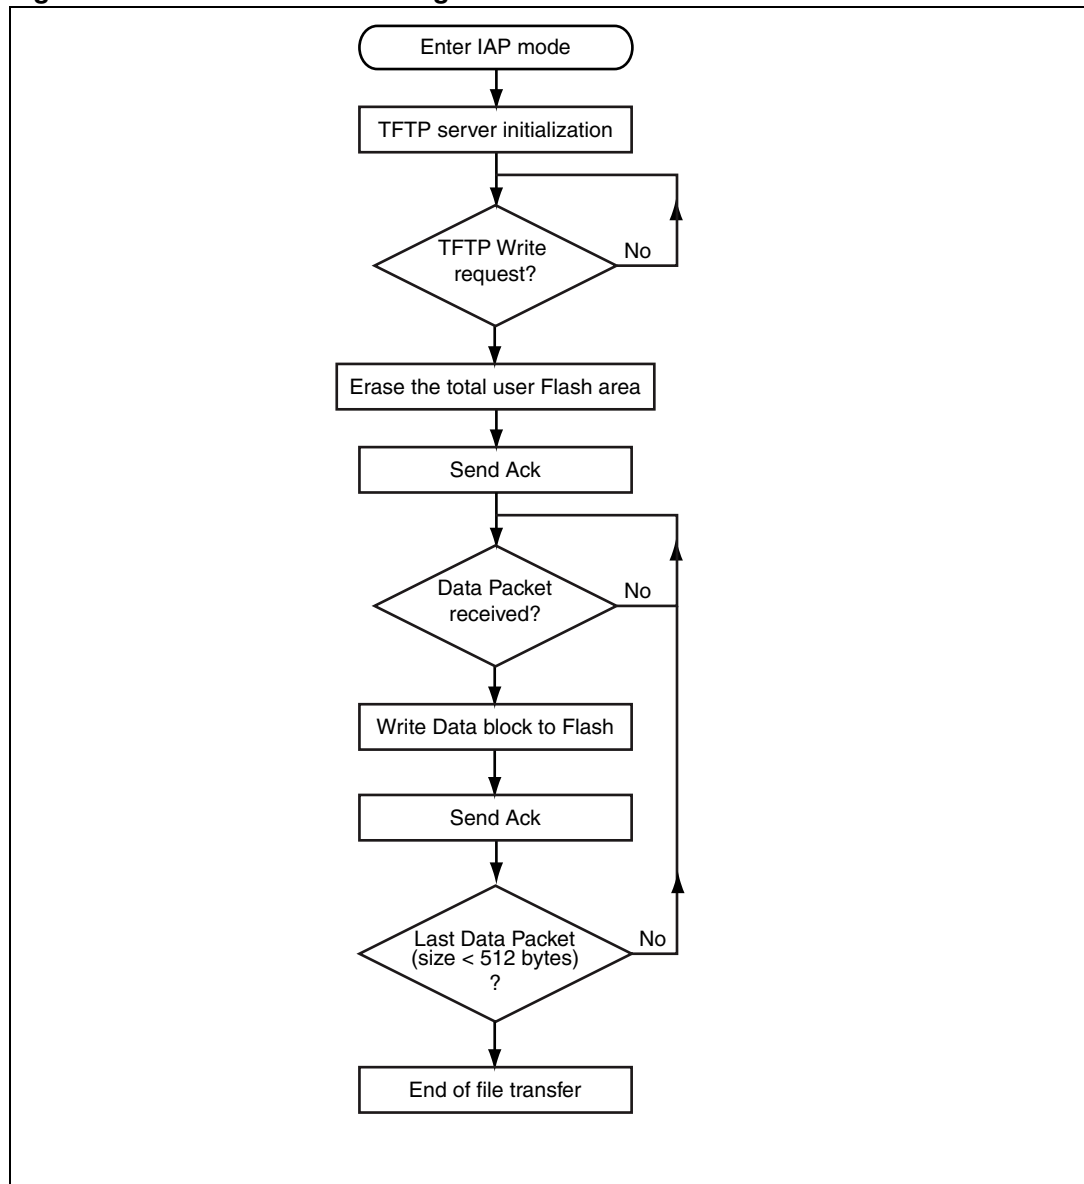 Enter IAP mode
TFTP server initialization
TFTP Write
request?
No
Erase the total user Flash area
Send Ack
Data Packet
received?
No
Write Data block to Flash
Send Ack
Last Data Packet
(size < 512 bytes)
?
No
End of file transfer